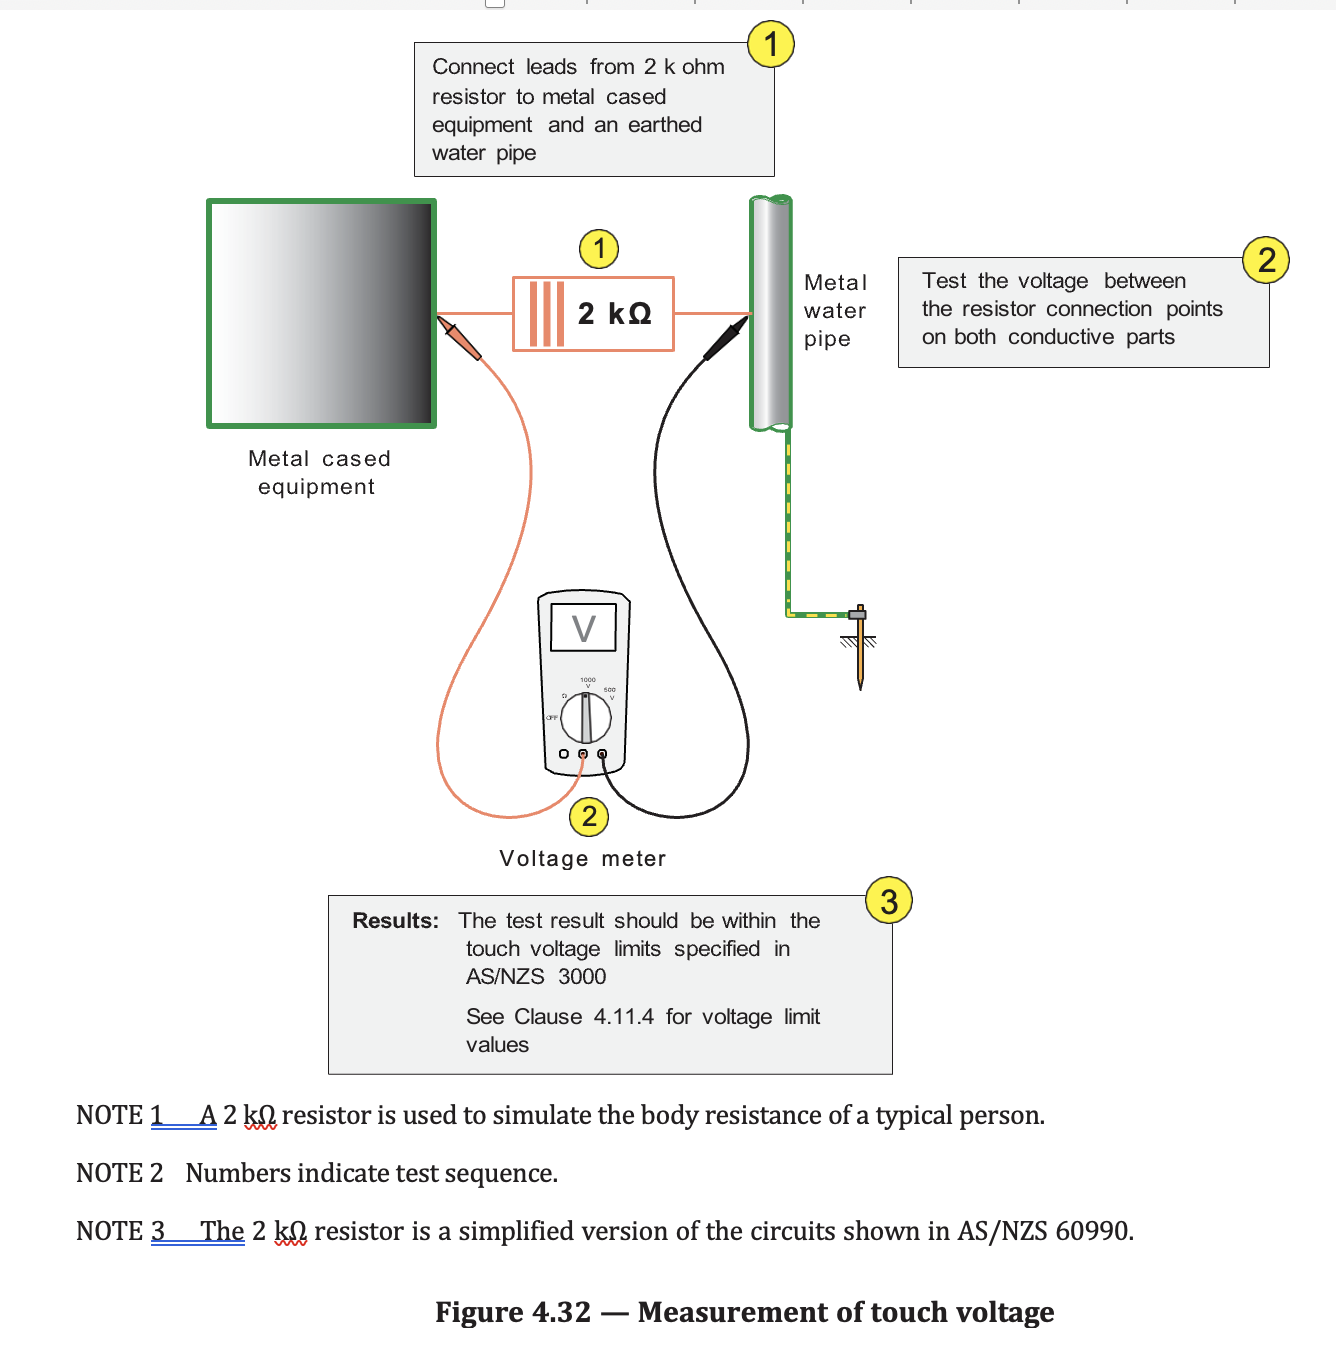 1
Connect leads from 2 k ohm
resistor to metal cased
equipment and an earthed
water pipe
1
2 kΩ
Metal
water
pipe
2
Test the voltage between
the resistor connection points
on both conductive parts
Metal cased
equipment
V
1000
V
500
V
Ω
OFF
2
Voltage meter
3
Results: The test result should be within the
touch voltage limits specified in
AS/NZS 3000
See Clause 4.11.4 for voltage limit
values
NOTE 1 A 2 kΩ resistor is used to simulate the body resistance of a typical person.
NOTE 2 Numbers indicate test sequence.
NOTE 3 The 2 kΩ resistor is a simplified version of the circuits shown in AS/NZS 60990.
Figure 4.32 — Measurement of touch voltage